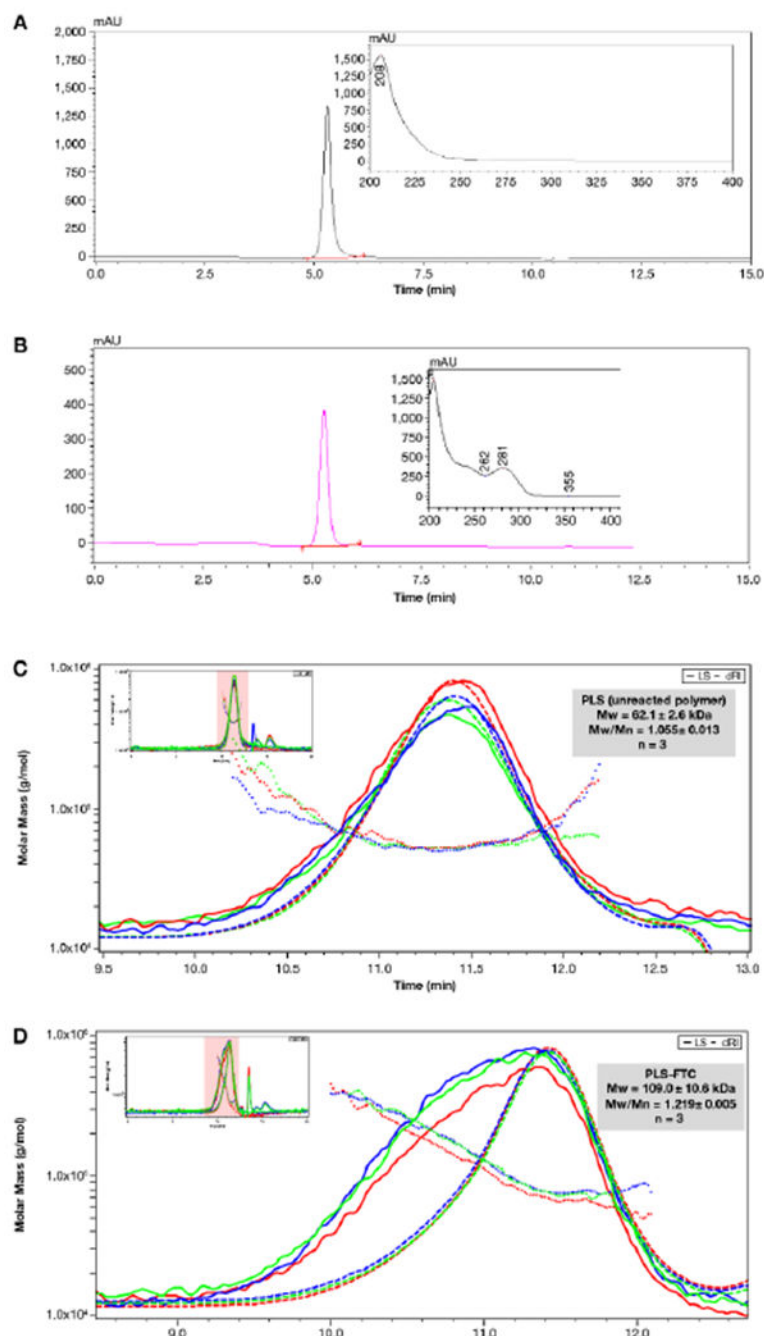 A
mAU
2,000
1,750
1,500
1,250
1,000
750
500
250
0
0.0 2.5 5.0 7.5 10.0 12.5 15.0
Time (min)
mAU
1,500
1,250
1,000
750
500
250
0
200 225 250 275 300 325 350 375 400
B
mAU
500
400
300
200
100
0
0.0 2.5 5.0 7.5 10.0 12.5 15.0
Time (min)
mAU
1,500
1,250
1,000
750
500
250
0
262
281
355
200 250 300 350 400
C
Molar Mass (g/mol)
LS dRI
PLS (unreacted polymer)
Mw = 62.1± 2.6 kDa
Mw/Mn = 1.055± 0.013
n = 3
9.5 10.0 10.5 11.0 11.5 12.0 12.5 13.0
Time (min)
D
1.0x10⁶
1.0x10⁵
1.0x10⁴
Molar Mass (g/mol)
LS dRI
PLS-FTC
Mw = 109.0± 10.6 kDa
Mw/Mn = 1.219± 0.005
n = 3
9.0 10.0 11.0 12.0
Time (min)